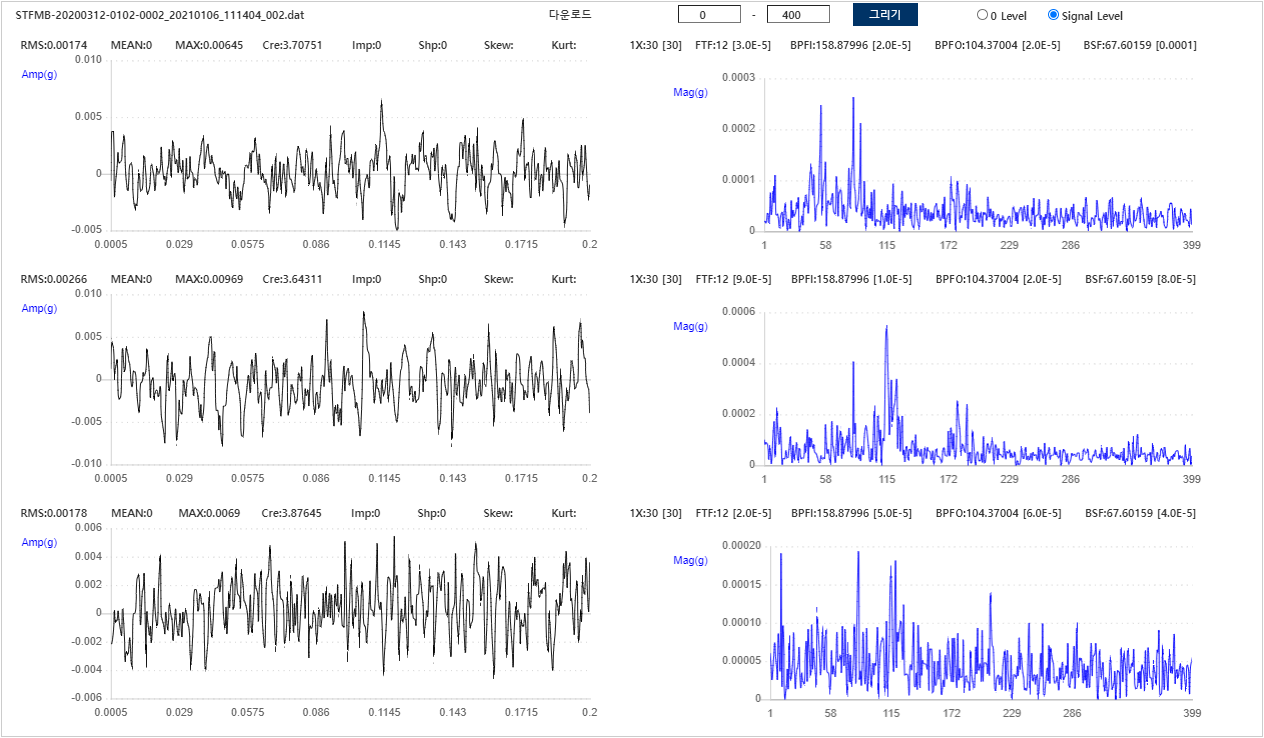 STFMB-20200312-0102-0002_20210106_111404_002.dat 다운로드 0 - 400 그리기 0 Level Signal Level
RMS:0.00174 MEAN:0 MAX:0.00645 Cre:3.70751 Imp:0 Shp:0 Skew: Kurt:
Amp(g)
0.010
0.005
0
-0.005
0.0005 0.029 0.0575 0.086 0.1145 0.143 0.1715 0.2
1X:30 [30] FTF:12 [3.0E-5] BPFI:158.87996 [2.0E-5] BPFO:104.37004 [2.0E-5] BSF:67.60159 [0.0001]
Mag(g)
0.0003
0.0002
0.0001
0
1 58 115 172 229 286 399
RMS:0.00266 MEAN:0 MAX:0.00969 Cre:3.64311 Imp:0 Shp:0 Skew: Kurt:
Amp(g)
0.010
0.005
0
-0.005
-0.010
0.0005 0.029 0.0575 0.086 0.1145 0.143 0.1715 0.2
1X:30 [30] FTF:12 [9.0E-5] BPFI:158.87996 [1.0E-5] BPFO:104.37004 [2.0E-5] BSF:67.60159 [8.0E-5]
Mag(g)
0.0006
0.0004
0.0002
0
1 58 115 172 229 286 399
RMS:0.00178 MEAN:0 MAX:0.0069 Cre:3.87645 Imp:0 Shp:0 Skew: Kurt:
Amp(g)
0.006
0.004
0.002
0
-0.002
-0.004
-0.006
0.0005 0.029 0.0575 0.086 0.1145 0.143 0.1715 0.2
1X:30 [30] FTF:12 [2.0E-5] BPFI:158.87996 [5.0E-5] BPFO:104.37004 [6.0E-5] BSF:67.60159 [4.0E-5]
Mag(g)
0.00020
0.00015
0.00010
0.00005
0
1 58 115 172 229 286 399